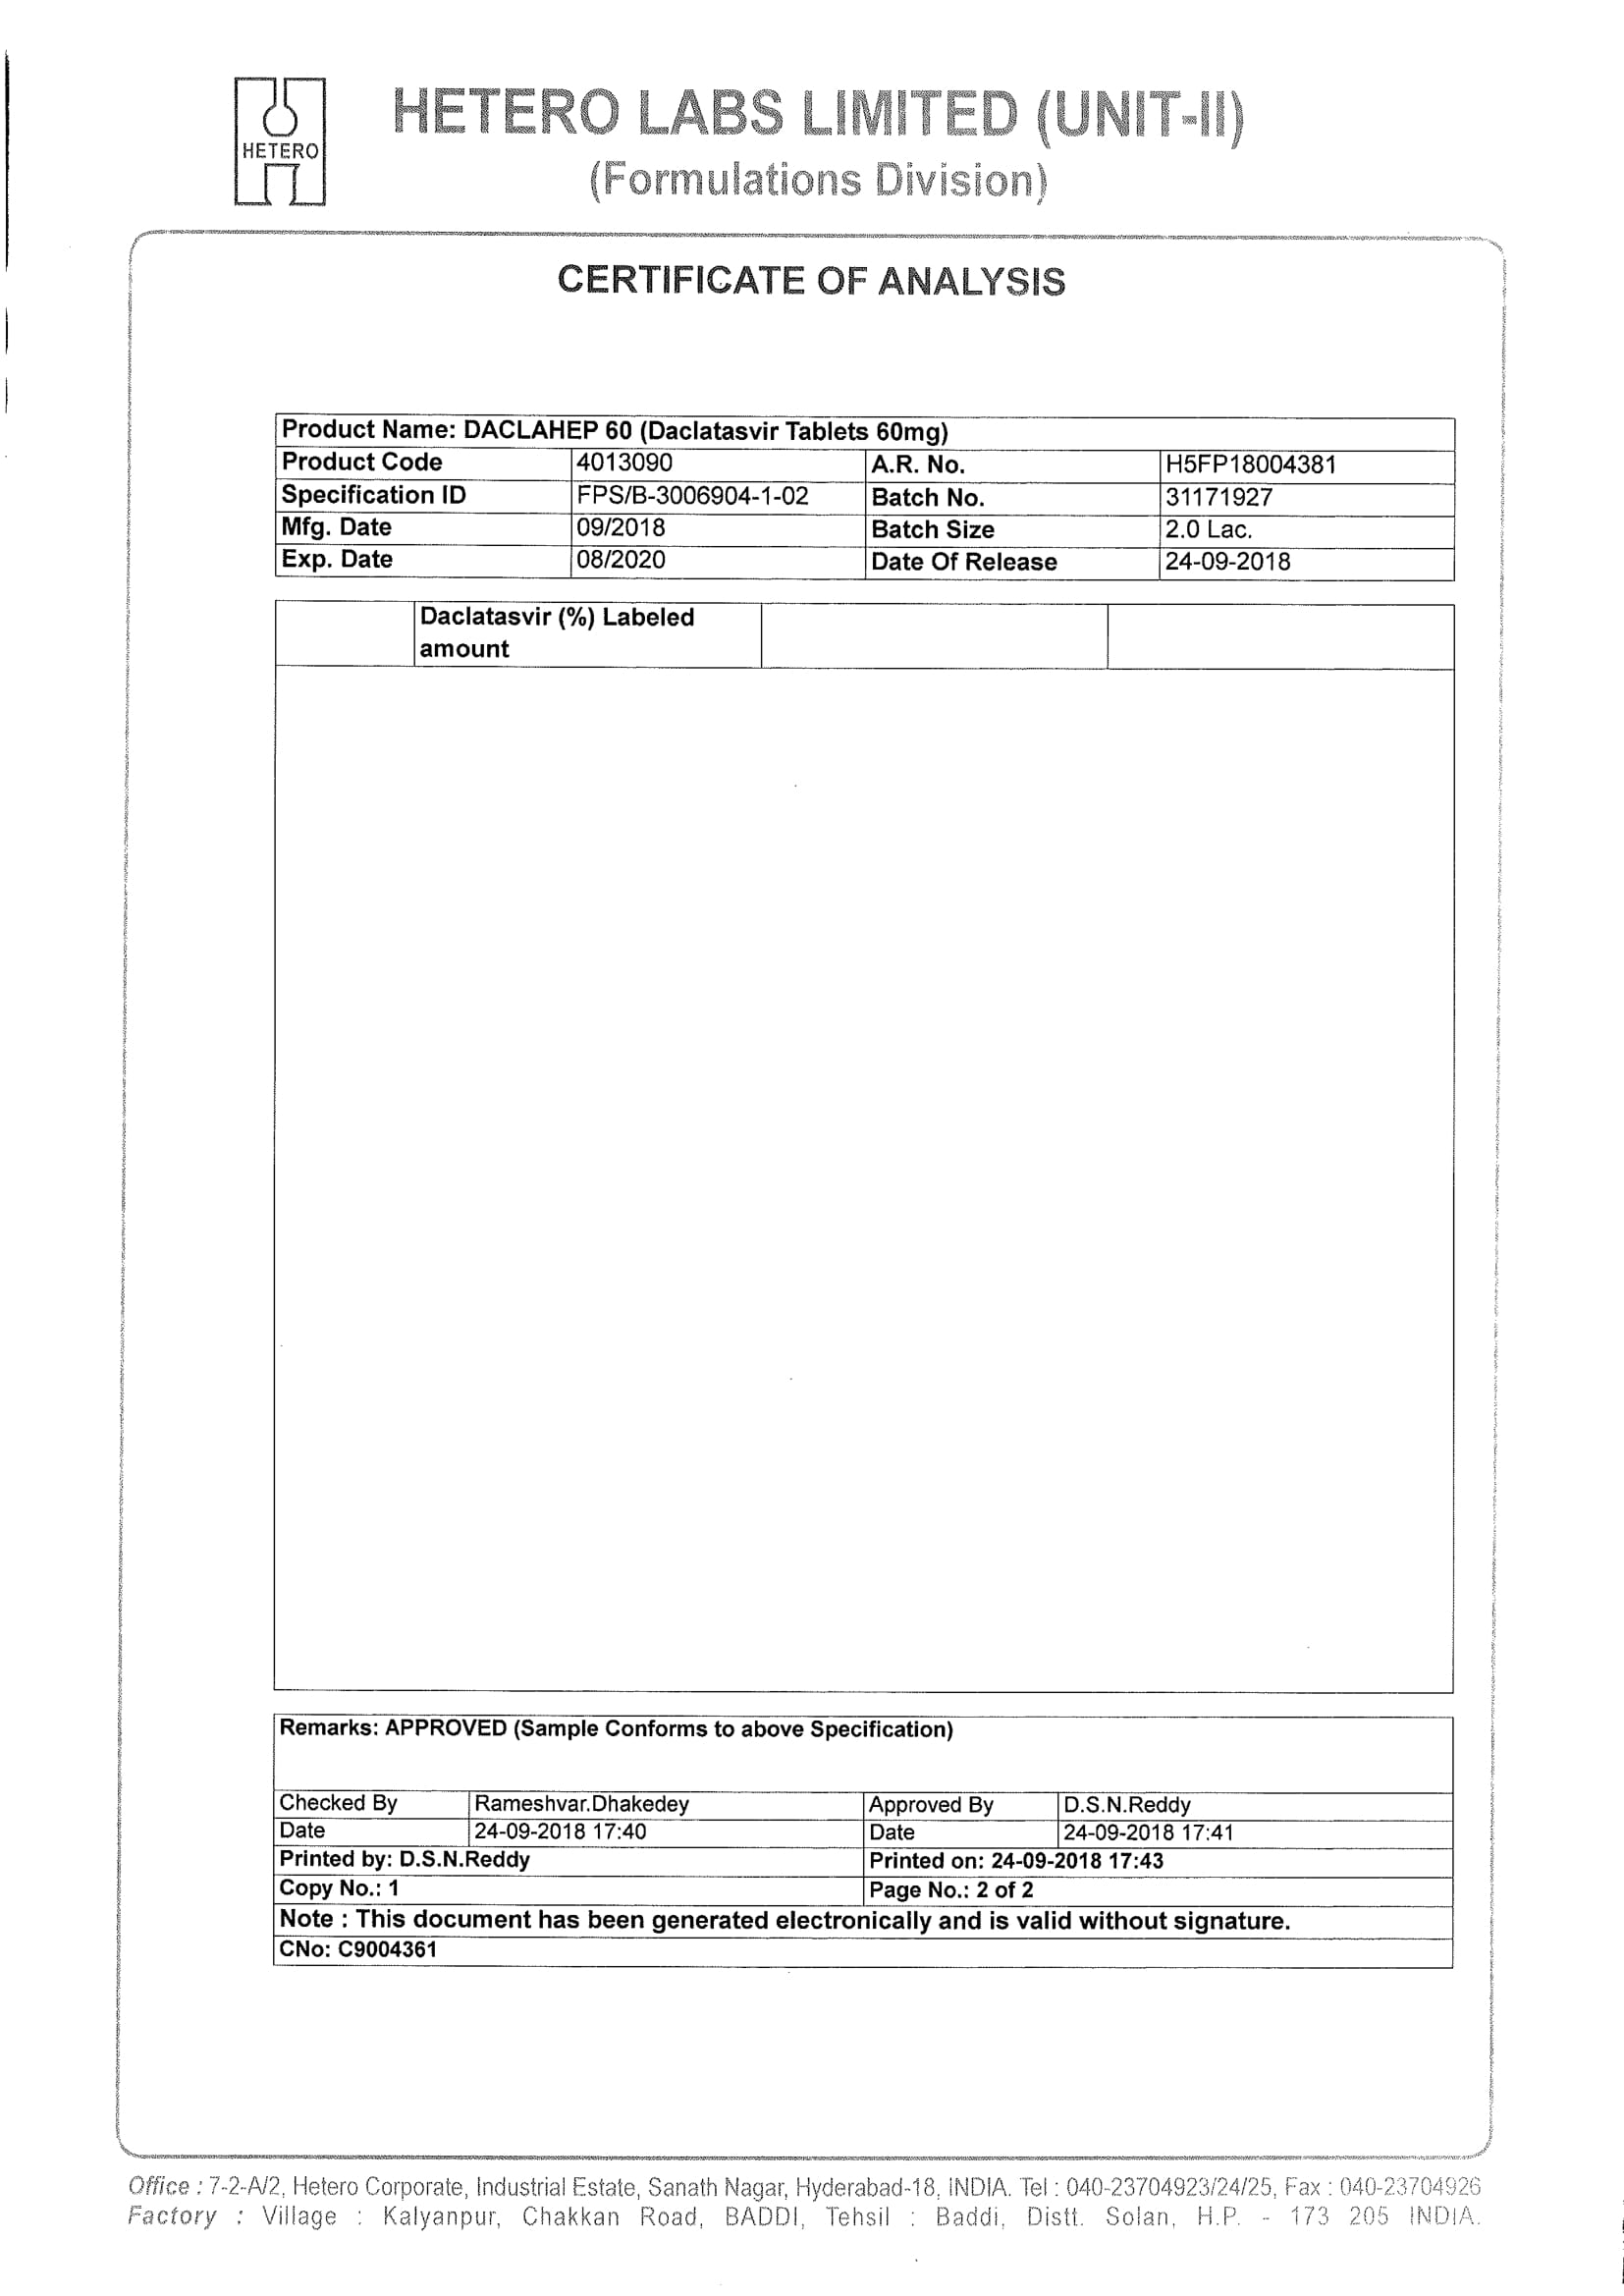 HETERO
HETERO LABS LIMITED (UNIT-II)
(Formulations Division)
CERTIFICATE OF ANALYSIS
Product Name: DACLAHEP 60 (Daclatasvir Tablets 60mg)
Product Code 4013090 A.R. No. H5FP18004381
Specification ID FPS/B-3006904-1-02 Batch No. 31171927
Mfg. Date 09/2018 Batch Size 2.0 Lac.
Exp. Date 08/2020 Date Of Release 24-09-2018
Daclatasvir (%) Labeled
amount
Remarks: APPROVED (Sample Conforms to above Specification)
Checked By Rameshvar.Dhakedey Approved By D.S.N.Reddy
Date 24-09-2018 17:40 Date 24-09-2018 17:41
Printed by: D.S.N.Reddy Printed on: 24-09-2018 17:43
Copy No.: 1 Page No.: 2 of 2
Note : This document has been generated electronically and is valid without signature.
CNo: C9004361
Office : 7-2-A/2, Hetero Corporate, Industrial Estate, Sanath Nagar, Hyderabad-18, INDIA. Tel : 040-23704923/24/25, Fax : 040-23704926
Factory : Village : Kalyanpur, Chakkan Road, BADDI, Tehsil : Baddi, Distt. Solan, H.P. - 173 205 INDIA.